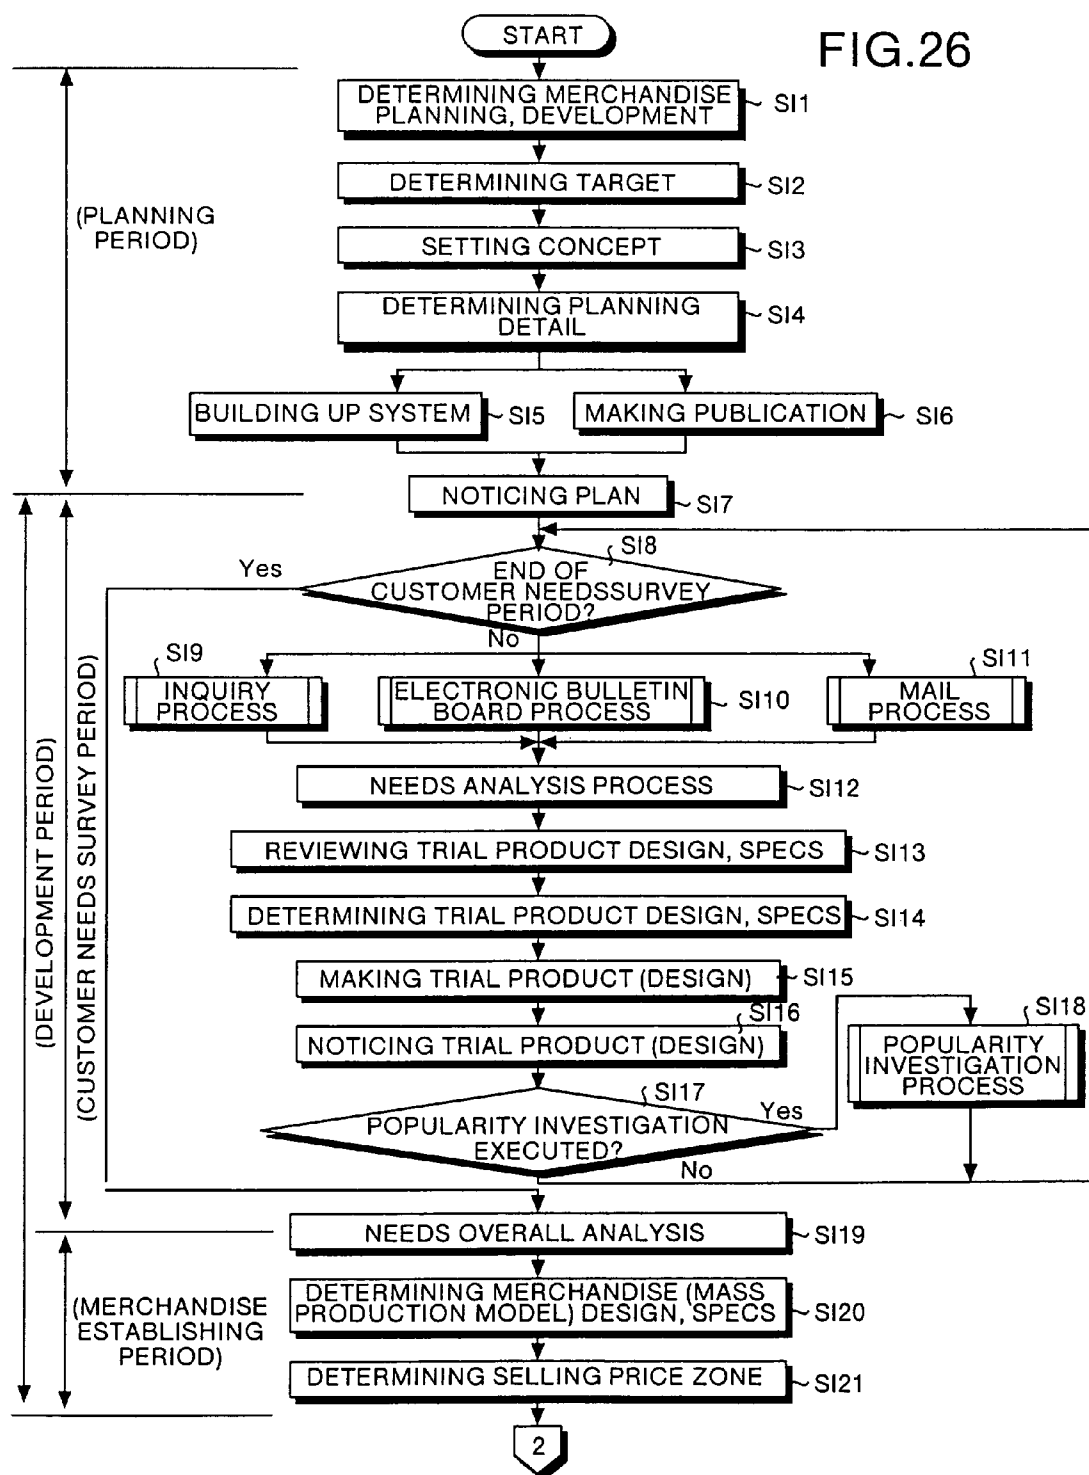 START
FIG.26
DETERMINING MERCHANDISE
PLANNING, DEVELOPMENT
SI1
DETERMINING TARGET
SI2
(PLANNING
PERIOD)
SETTING CONCEPT
SI3
DETERMINING PLANNING
DETAIL
SI4
BUILDING UP SYSTEM
SI5
MAKING PUBLICATION
SI6
NOTICING PLAN
SI7
SI8
Yes
END OF
CUSTOMER NEEDSSURVEY
PERIOD?
No
SI9
INQUIRY
PROCESS
ELECTRONIC BULLETIN
BOARD PROCESS
SI10
SI11
MAIL
PROCESS
(DEVELOPMENT PERIOD)
(CUSTOMER NEEDS SURVEY PERIOD)
NEEDS ANALYSIS PROCESS
SI12
REVIEWING TRIAL PRODUCT DESIGN, SPECS
SI13
DETERMINING TRIAL PRODUCT DESIGN, SPECS
SI14
MAKING TRIAL PRODUCT (DESIGN)
SI15
SI16
NOTICING TRIAL PRODUCT (DESIGN)
SI17
POPULARITY INVESTIGATION
EXECUTED?
Yes
No
SI18
POPULARITY
INVESTIGATION
PROCESS
NEEDS OVERALL ANALYSIS
SI19
(MERCHANDISE
ESTABLISHING
PERIOD)
DETERMINING MERCHANDISE (MASS
PRODUCTION MODEL) DESIGN, SPECS
SI20
DETERMINING SELLING PRICE ZONE
SI21
2